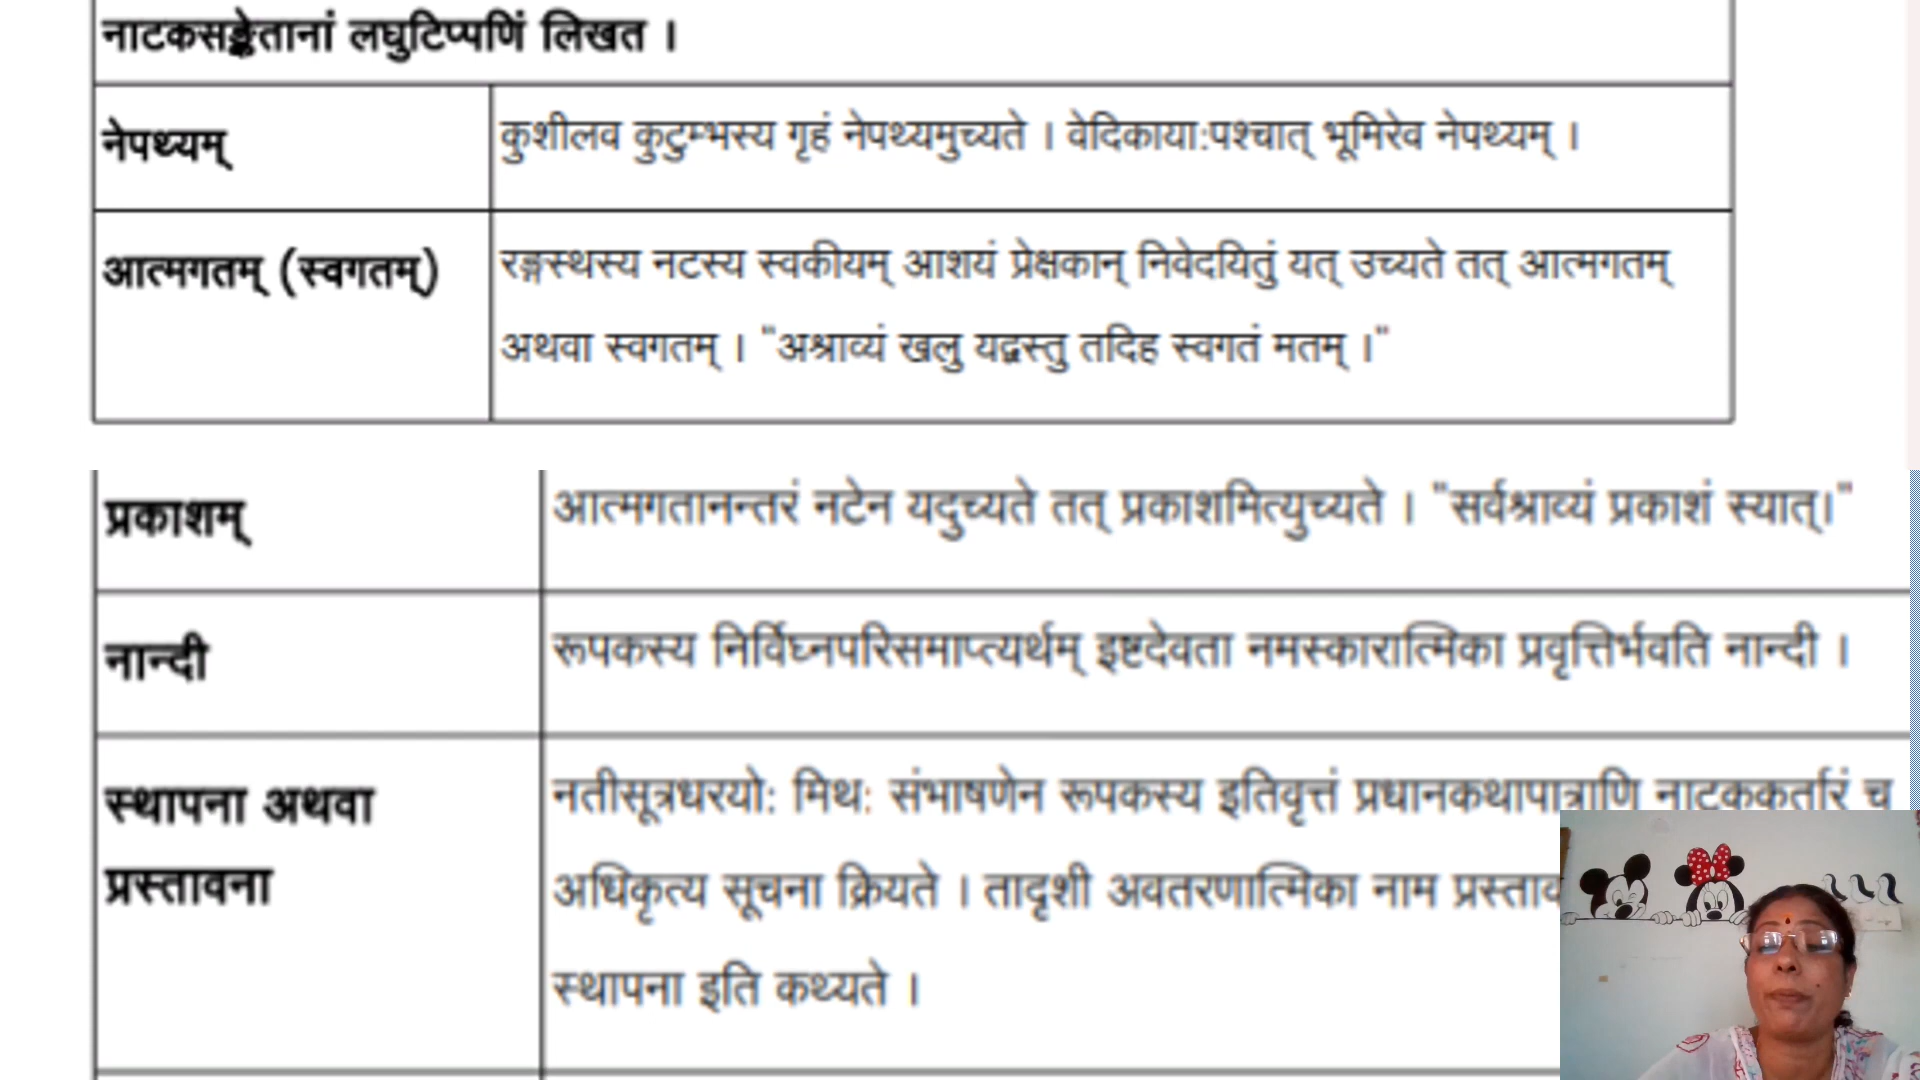 नाटकसङ्केतानां लघुटिप्पणिं लिखत ।
नेपथ्यम्
कुशीलव कुटुम्भस्य गृहं नेपथ्यमुच्यते । वेदिकाया:पश्चात् भूमिरेव नेपथ्यम् ।
आत्मगतम् (स्वगतम्)
रङ्गस्थस्य नटस्य स्वकीयम् आशयं प्रेक्षकान् निवेदयितुं यत् उच्यते तत् आत्मगतम्
अथवा स्वगतम् । "अश्राव्यं खलु यद्वस्तु तदिह स्वगतं मतम् ।"
प्रकाशम्
आत्मगतानन्तरं नटेन यदुच्यते तत् प्रकाशमित्युच्यते । "सर्वश्राव्यं प्रकाशं स्यात्।"
नान्दी
रूपकस्य निर्विघ्नपरिसमाप्त्यर्थम् इष्टदेवता नमस्कारात्मिका प्रवृत्तिर्भवति नान्दी ।
स्थापना अथवा
प्रस्तावना
नतीसूत्रधरयो: मिथ: संभाषणेन रूपकस्य इतिवृत्तं प्रधानकथापात्राणि नाटककर्तारं च
अधिकृत्य सूचना क्रियते । तादृशी अवतरणात्मिका नाम
स्थापना इति कथ्यते ।